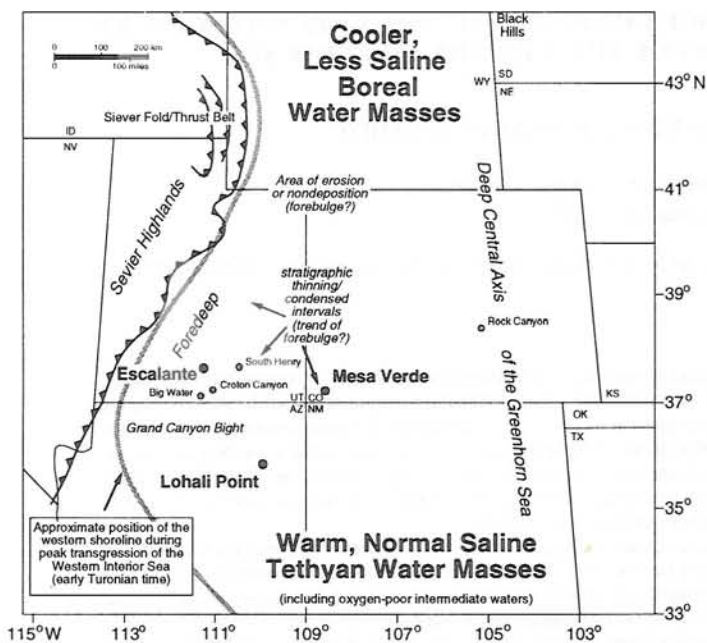 Black
Hills
0 100 200 km
0 100 miles
Cooler,
Less Saline
Boreal
Water Masses
WY SD
NE
43° N
Siever Fold/Thrust Belt
ID
NV
Sevier Highlands
Area of erosion
or nondeposition
(forebulge?)
41°
Deep Central Axis
of the Greenhorn Sea
stratigraphic
thinning/
condensed
intervals
(trend of
forebulge?)
39°
Foredeep
Rock Canyon
South Henry
Escalante
Mesa Verde
Big Water
Croton Canyon
UT CO
AZ NM
KS
37°
OK
TX
Grand Canyon Bight
Lohali Point
35°
Approximate position of the
western shoreline during
peak transgression of the
Western Interior Sea
(early Turonian time)
Warm, Normal Saline
Tethyan Water Masses
(including oxygen-poor intermediate waters)
33°
115°W 113° 111° 109° 107° 105° 103°